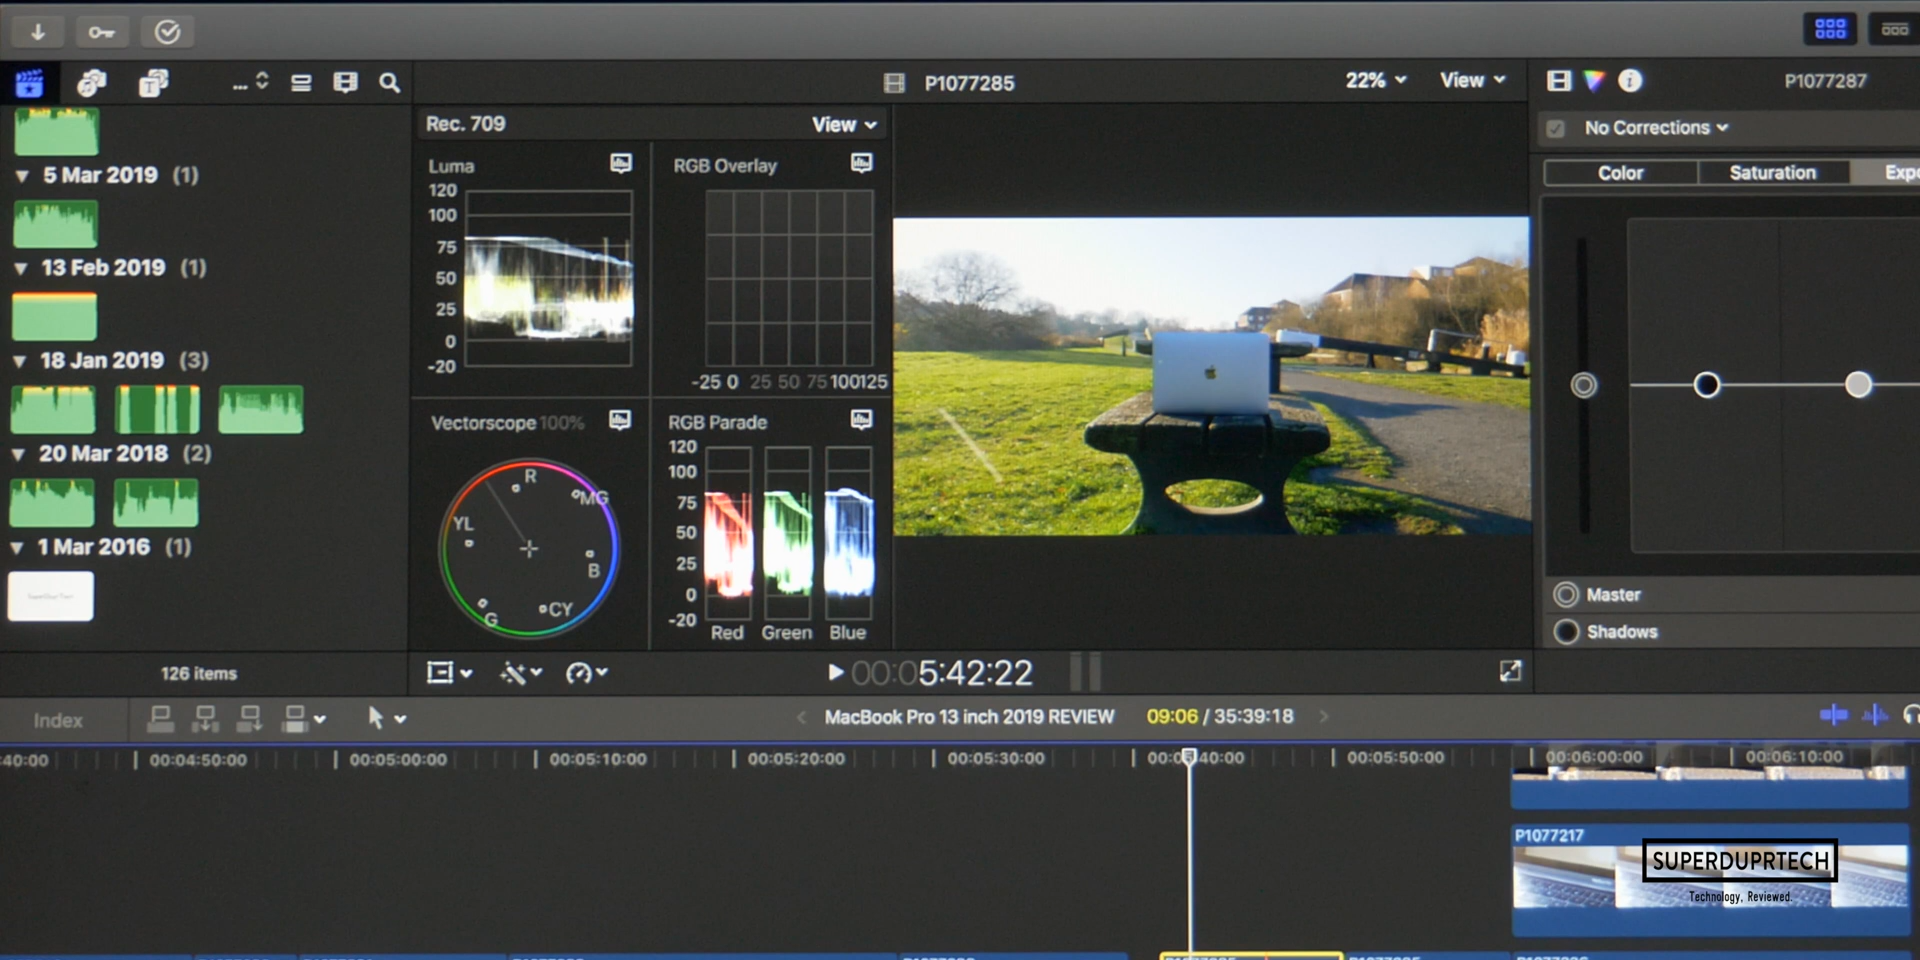 P1077285
22%
View
P1077287
Rec. 709
View
No Corrections
Color
Saturation
5 Mar 2019 (1)
13 Feb 2019 (1)
18 Jan 2019 (3)
20 Mar 2018 (2)
1 Mar 2016 (1)
126 items
Luma
120
100
75
50
25
0
-20
RGB Overlay
-25 0 25 50 75 100 125
Vectorscope 100%
R
MG
YL
B
G
CY
RGB Parade
120
100
75
50
25
0
-20
Red Green Blue
Master
Shadows
00:05:42:22
Index
MacBook Pro 13 inch 2019 REVIEW
09:06 / 35:39:18
:40:00
00:04:50:00
00:05:00:00
00:05:10:00
00:05:20:00
00:05:30:00
00:05:40:00
00:05:50:00
00:06:00:00
00:06:10:00
P1077217
SUPERDUPRTECH
Technology, Reviewed.